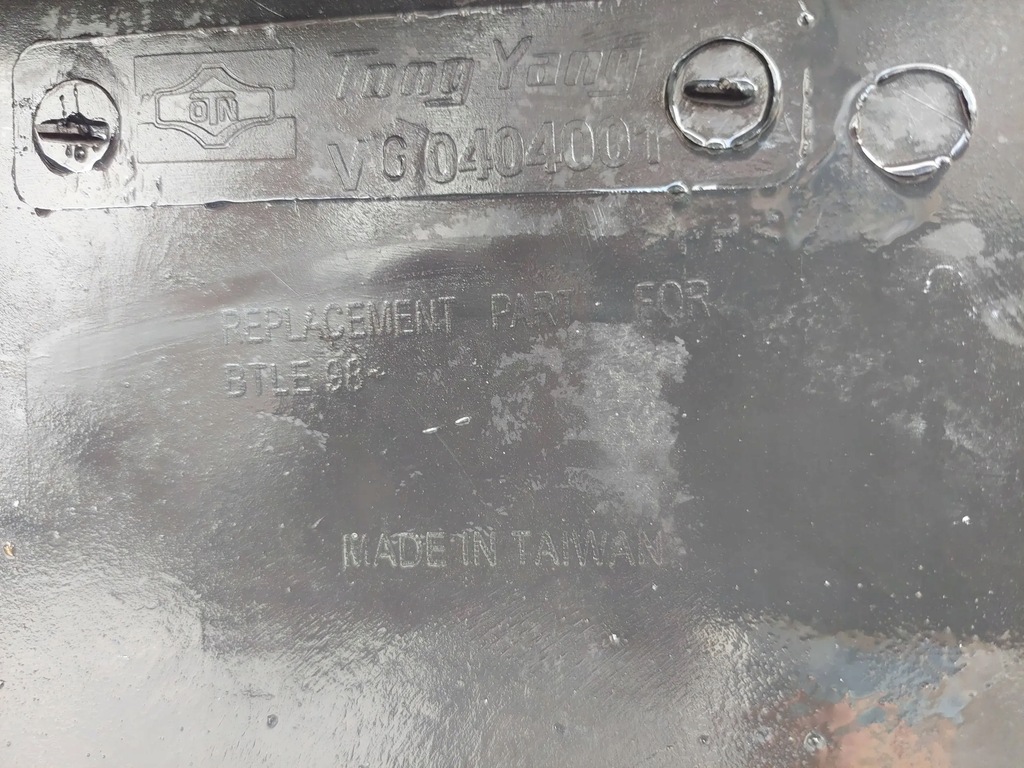 Tong Yang
VG0404001
REPLACEMENT PART FOR
BTLE 98~
MADE IN TAIWAN